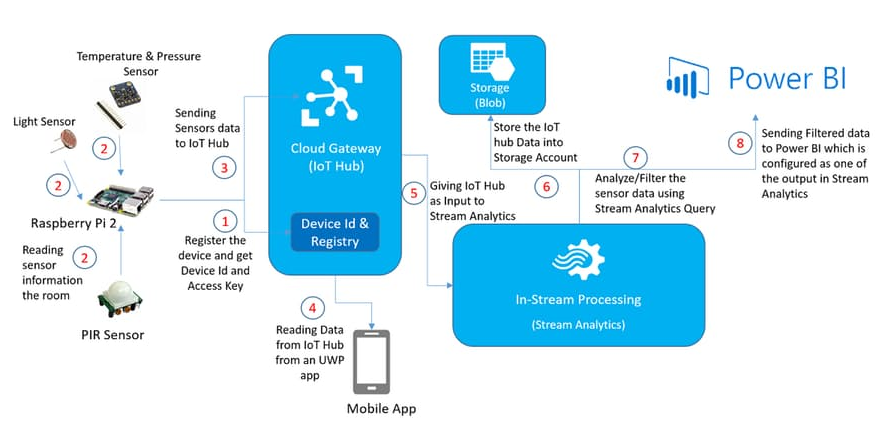 Temperature & Pressure
Sensor
Light Sensor
2
2
Raspberry Pi 2
Reading
sensor
information
the room
2
PIR Sensor
Sending
Sensors data
to IoT Hub
3
1
Register the
device and get
Device Id and
Access Key
Cloud Gateway
(IoT Hub)
Device Id &
Registry
4
Reading Data
from IoT Hub
from an UWP
app
Mobile App
5
Giving IoT Hub
as Input to
Stream Analytics
Storage
(Blob)
Store the IoT
hub Data into
Storage Account
6
7
Analyze/Filter the
sensor data using
Stream Analytics Query
In-Stream Processing
(Stream Analytics)
Power BI
8
Sending Filtered data
to Power BI which is
configured as one of
the output in Stream
Analytics